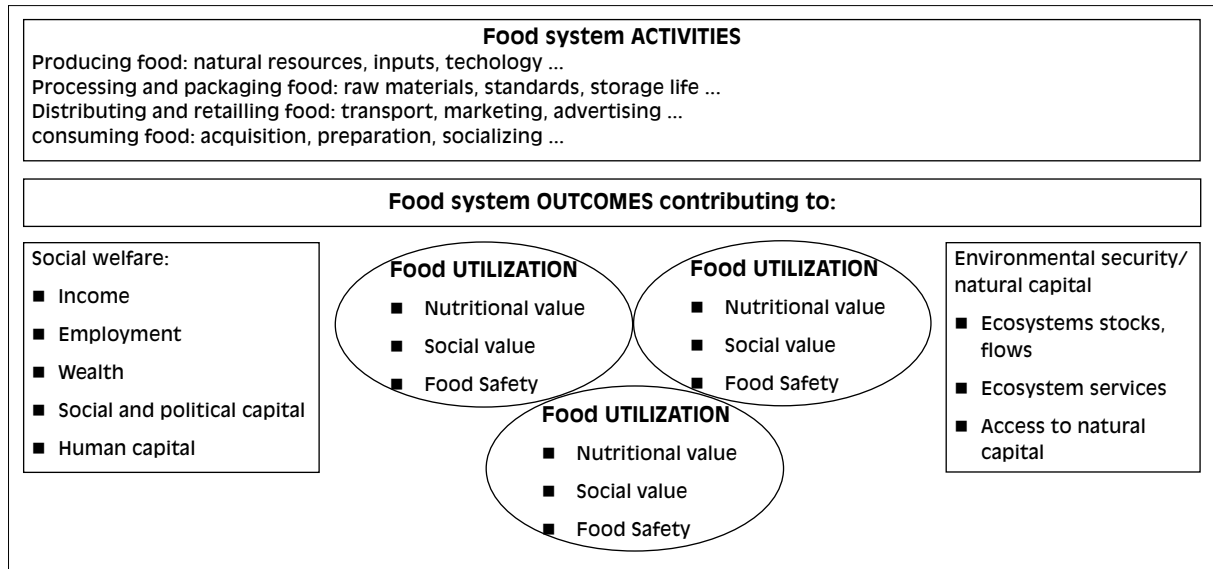 Food system ACTIVITIES
Producing food: natural resources, inputs, techology ...
Processing and packaging food: raw materials, standards, storage life ...
Distributing and retailling food: transport, marketing, advertising ...
consuming food: acquisition, preparation, socializing ...
Food system OUTCOMES contributing to:
Social welfare:
■ Income
■ Employment
■ Wealth
■ Social and political capital
■ Human capital
Food UTILIZATION
■ Nutritional value
■ Social value
■ Food Safety
Food UTILIZATION
■ Nutritional value
■ Social value
■ Food Safety
Food UTILIZATION
■ Nutritional value
■ Social value
■ Food Safety
Environmental security/
natural capital
■ Ecosystems stocks,
flows
■ Ecosystem services
■ Access to natural
capital